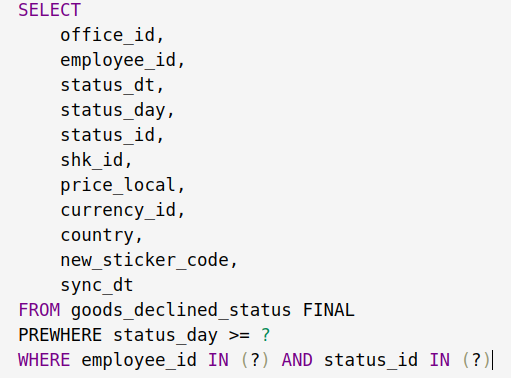 SELECT
office_id,
employee_id,
status_dt,
status_day,
status_id,
shk_id,
price_local,
currency_id,
country,
new_sticker_code,
sync_dt
FROM goods_declined_status FINAL
PREWHERE status_day >= ?
WHERE employee_id IN (?) AND status_id IN (?)